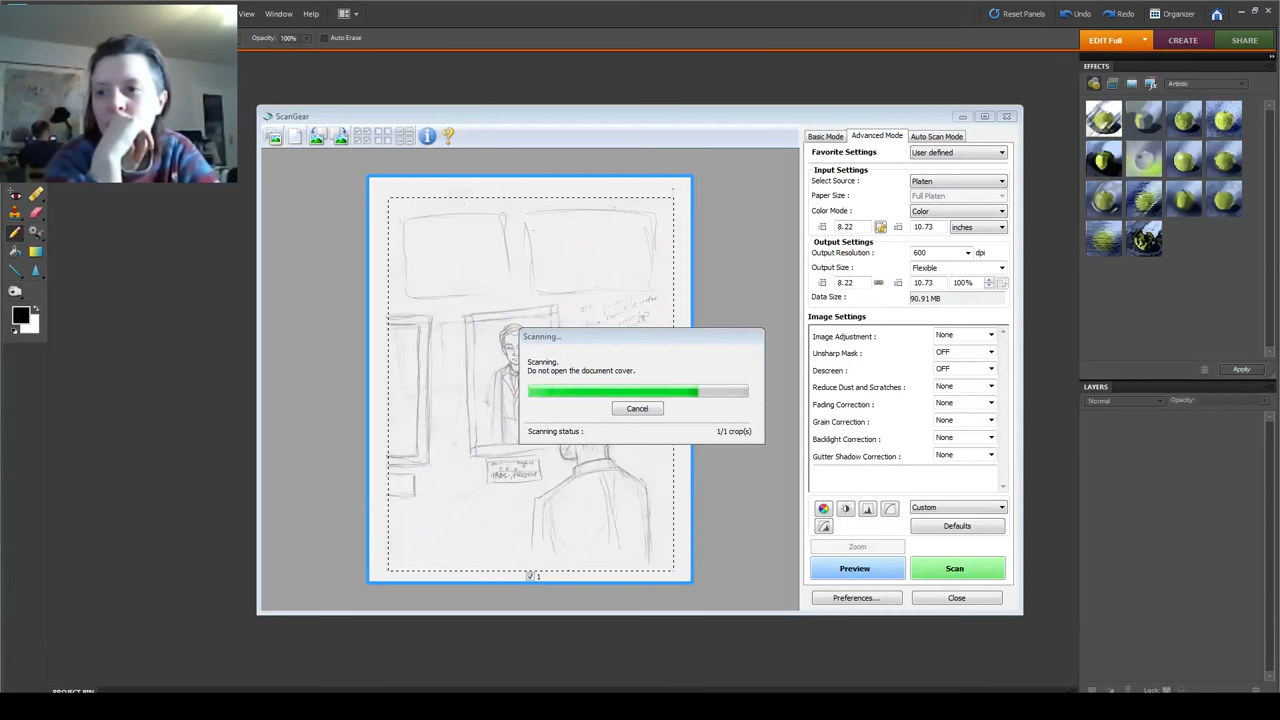 View Window Help Reset Panels Undo Redo Organizer
Opacity: 100% Auto Erase
EDIT Full CREATE SHARE
EFFECTS
Artistic
ScanGear
Basic Mode Advanced Mode Auto Scan Mode
Favorite Settings User defined
Input Settings
Select Source : Platen
Paper Size : Full Platen
Color Mode : Color
8.22 10.73 inches
Output Settings
Output Resolution : 600 dpi
Output Size : Flexible
8.22 10.73 100%
Data Size : 90.91 MB
Image Settings
Image Adjustment : None
Unsharp Mask : OFF
Descreen : OFF
Reduce Dust and Scratches : None
Fading Correction : None
Grain Correction : None
Backlight Correction : None
Gutter Shadow Correction : None
Custom
Defaults
Zoom
Preview Scan
Preferences... Close
Scanning...
Scanning.
Do not open the document cover.
Cancel
Scanning status : 1/1 crop(s)
1885-PRESENT
1
Apply
LAYERS
Normal Opacity:
Lock:
PROJECT BIN